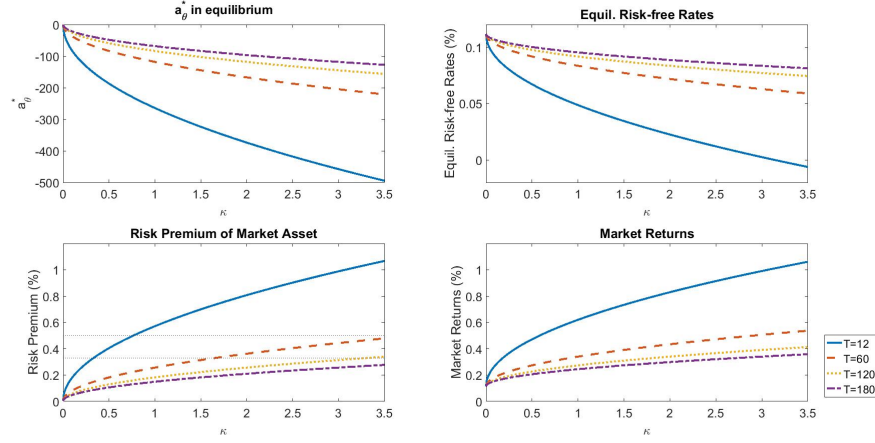 a*θ in equilibrium
0
-100
-200
-300
-400
-500
a*θ
0 0.5 1 1.5 2 2.5 3 3.5
κ
Equil. Risk-free Rates
0.1
0.05
0
Equil. Risk-free Rates (%)
0 0.5 1 1.5 2 2.5 3 3.5
κ
Risk Premium of Market Asset
1
0.8
0.6
0.4
0.2
0
Risk Premium (%)
0 0.5 1 1.5 2 2.5 3 3.5
κ
Market Returns
1
0.8
0.6
0.4
0.2
0
Market Returns (%)
0 0.5 1 1.5 2 2.5 3 3.5
κ
T=12
T=60
T=120
T=180